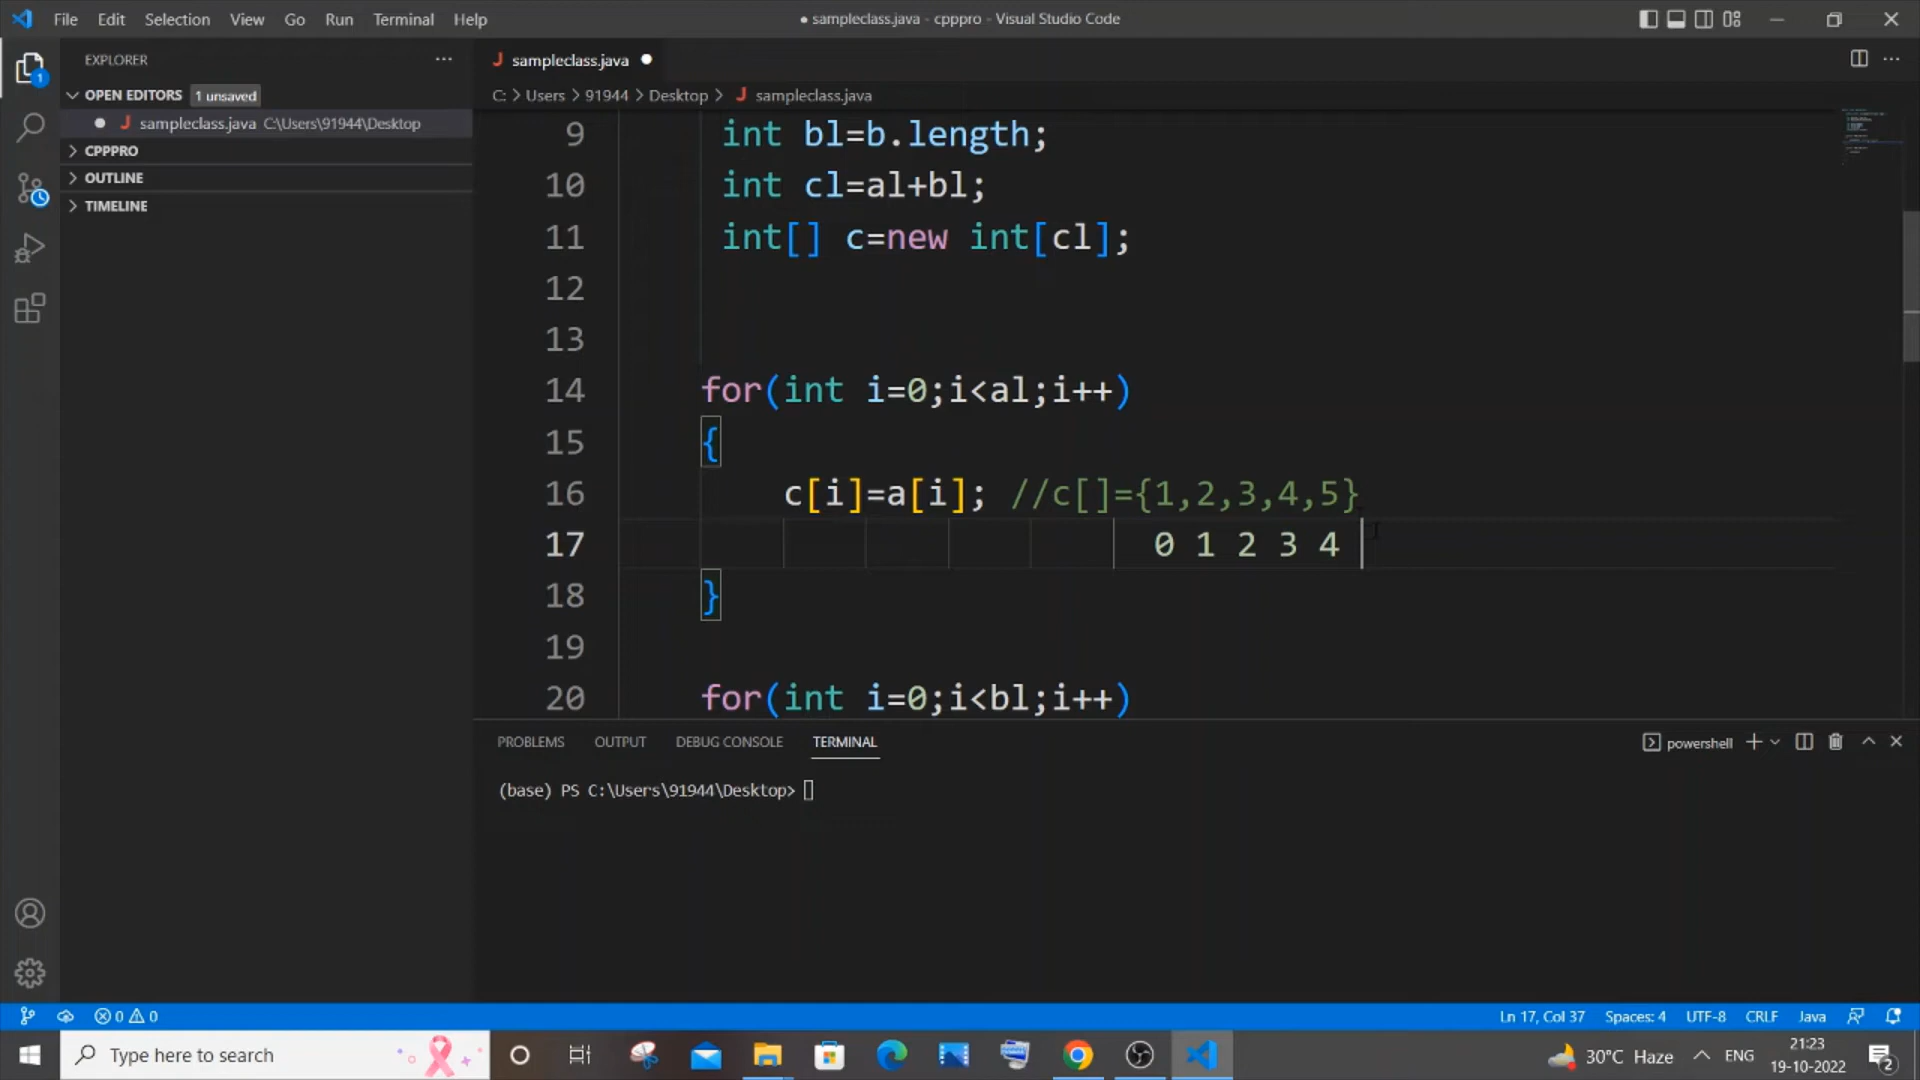 File Edit Selection View Go Run Terminal Help
● sampleclass.java - cpppro - Visual Studio Code
EXPLORER
OPEN EDITORS 1 unsaved
sampleclass.java C:\Users\91944\Desktop
CPPPRO
OUTLINE
TIMELINE
1
sampleclass.java
C: > Users > 91944 > Desktop > sampleclass.java
9 int bl=b.length;
10 int cl=al+bl;
11 int[] c=new int[cl];
12
13
14 for(int i=0;i<al;i++)
15 {
16 c[i]=a[i]; //c[]={1,2,3,4,5}
17 0 1 2 3 4
18 }
19
20 for(int i=0;i<bl;i++)
PROBLEMS OUTPUT DEBUG CONSOLE TERMINAL
powershell
(base) PS C:\Users\91944\Desktop>
0 0
Ln 17, Col 37 Spaces: 4 UTF-8 CRLF Java
Type here to search
30°C Haze ENG
21:23
19-10-2022
2